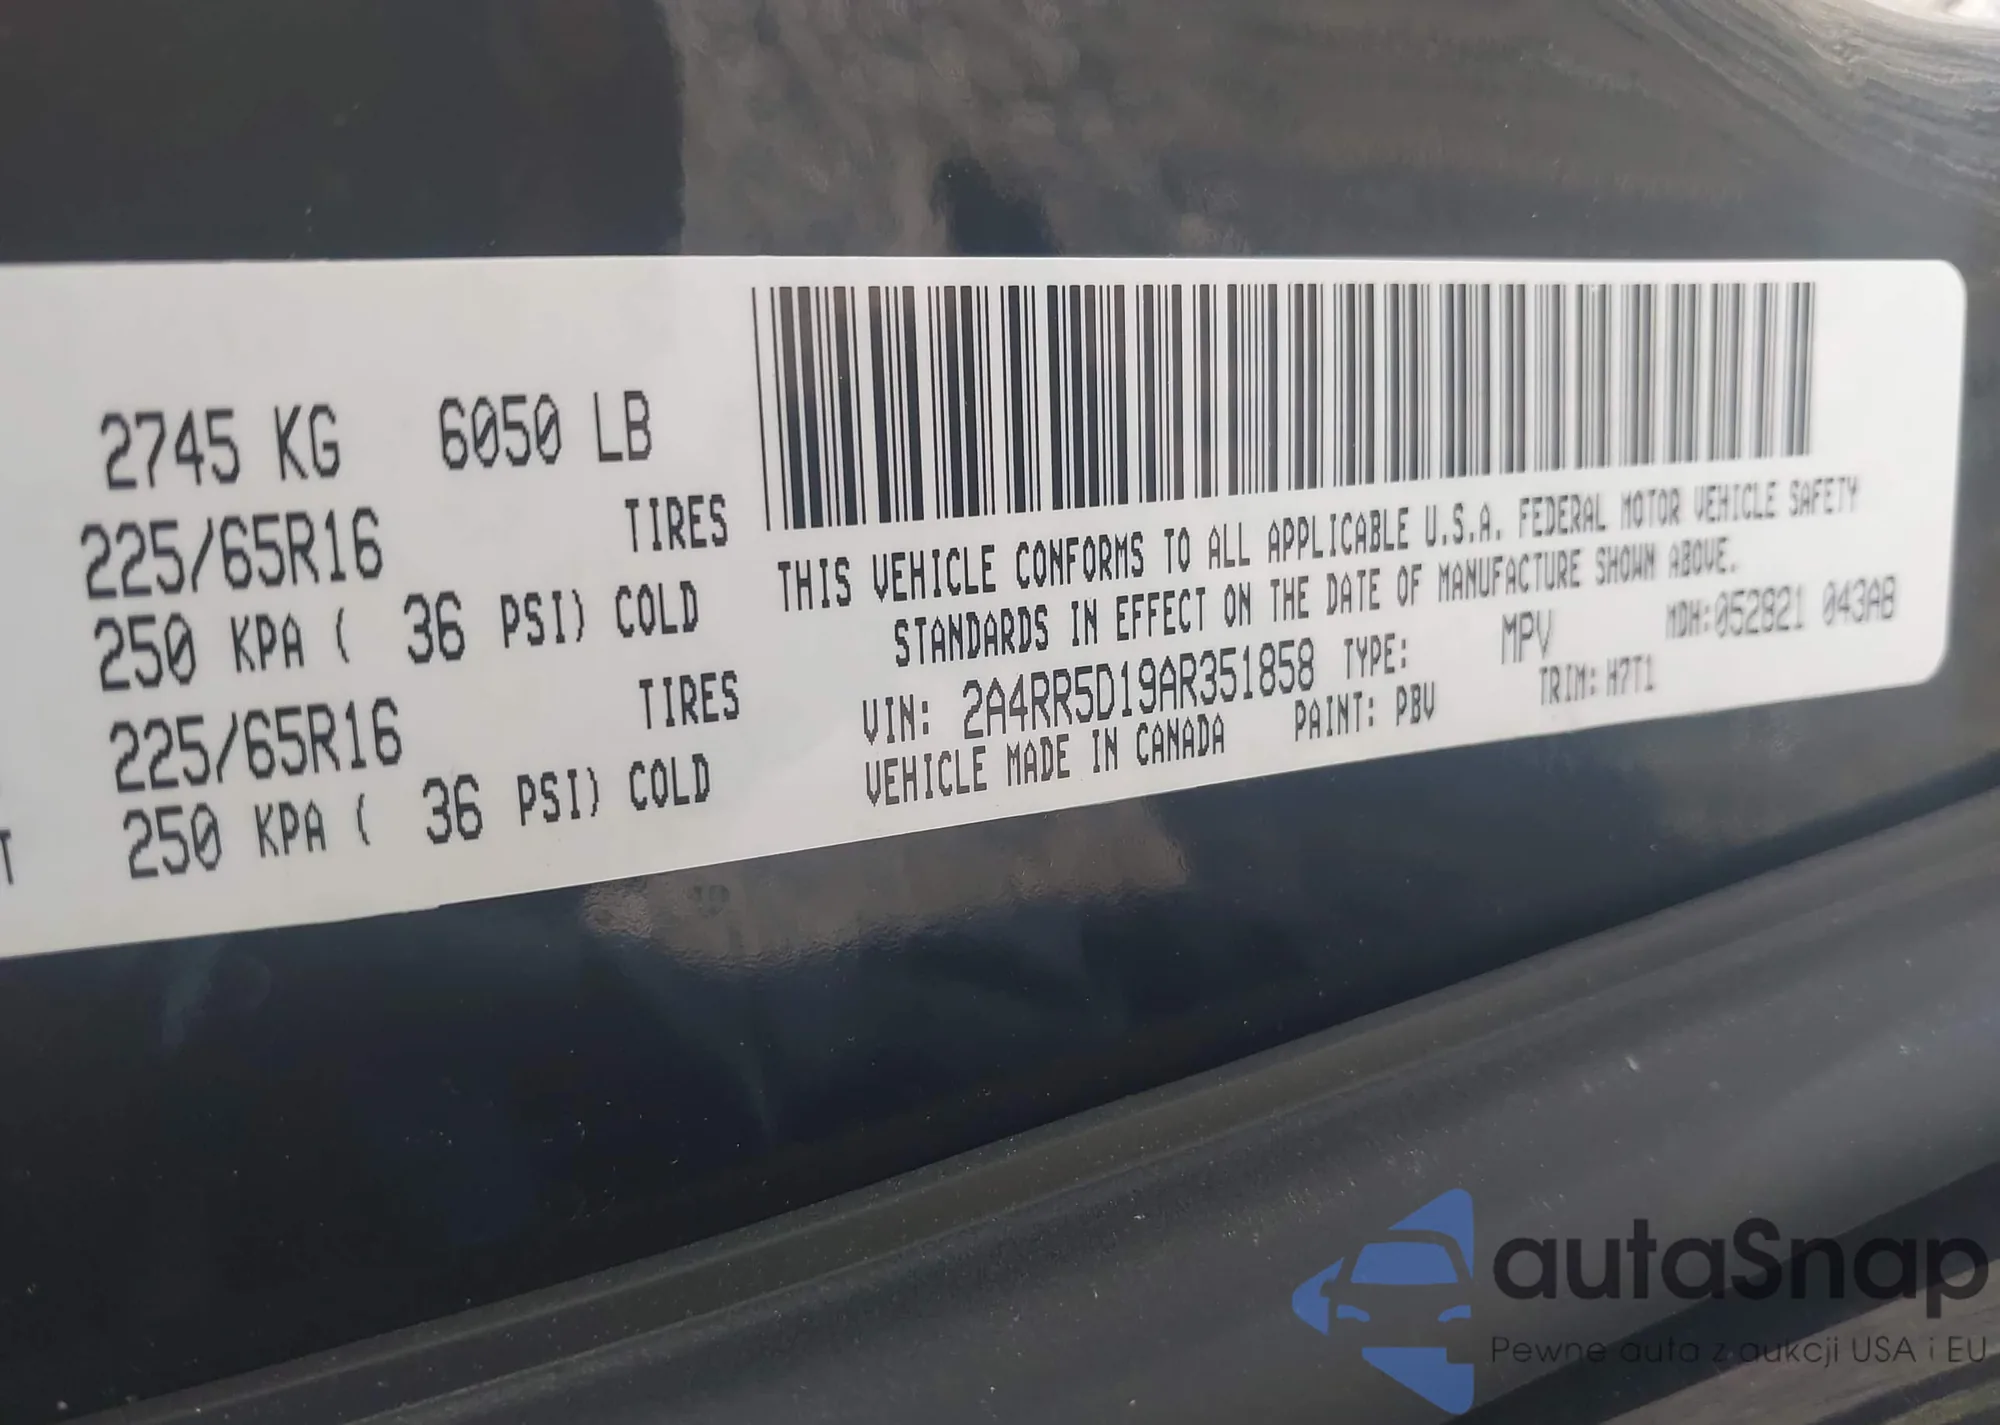 2745 KG 6050 LB
225/65R16 TIRES
250 KPA ( 36 PSI) COLD
225/65R16 TIRES
250 KPA ( 36 PSI) COLD
T
THIS VEHICLE CONFORMS TO ALL APPLICABLE U.S.A. FEDERAL MOTOR VEHICLE SAFETY
STANDARDS IN EFFECT ON THE DATE OF MANUFACTURE SHOWN ABOVE.
VIN: 2A4RR5D19AR351858 TYPE: MPV MDH:052821 043AB
VEHICLE MADE IN CANADA PAINT: PBV TRIM: H7T1
autaSnap
Pewne auta z aukcji USA i EU